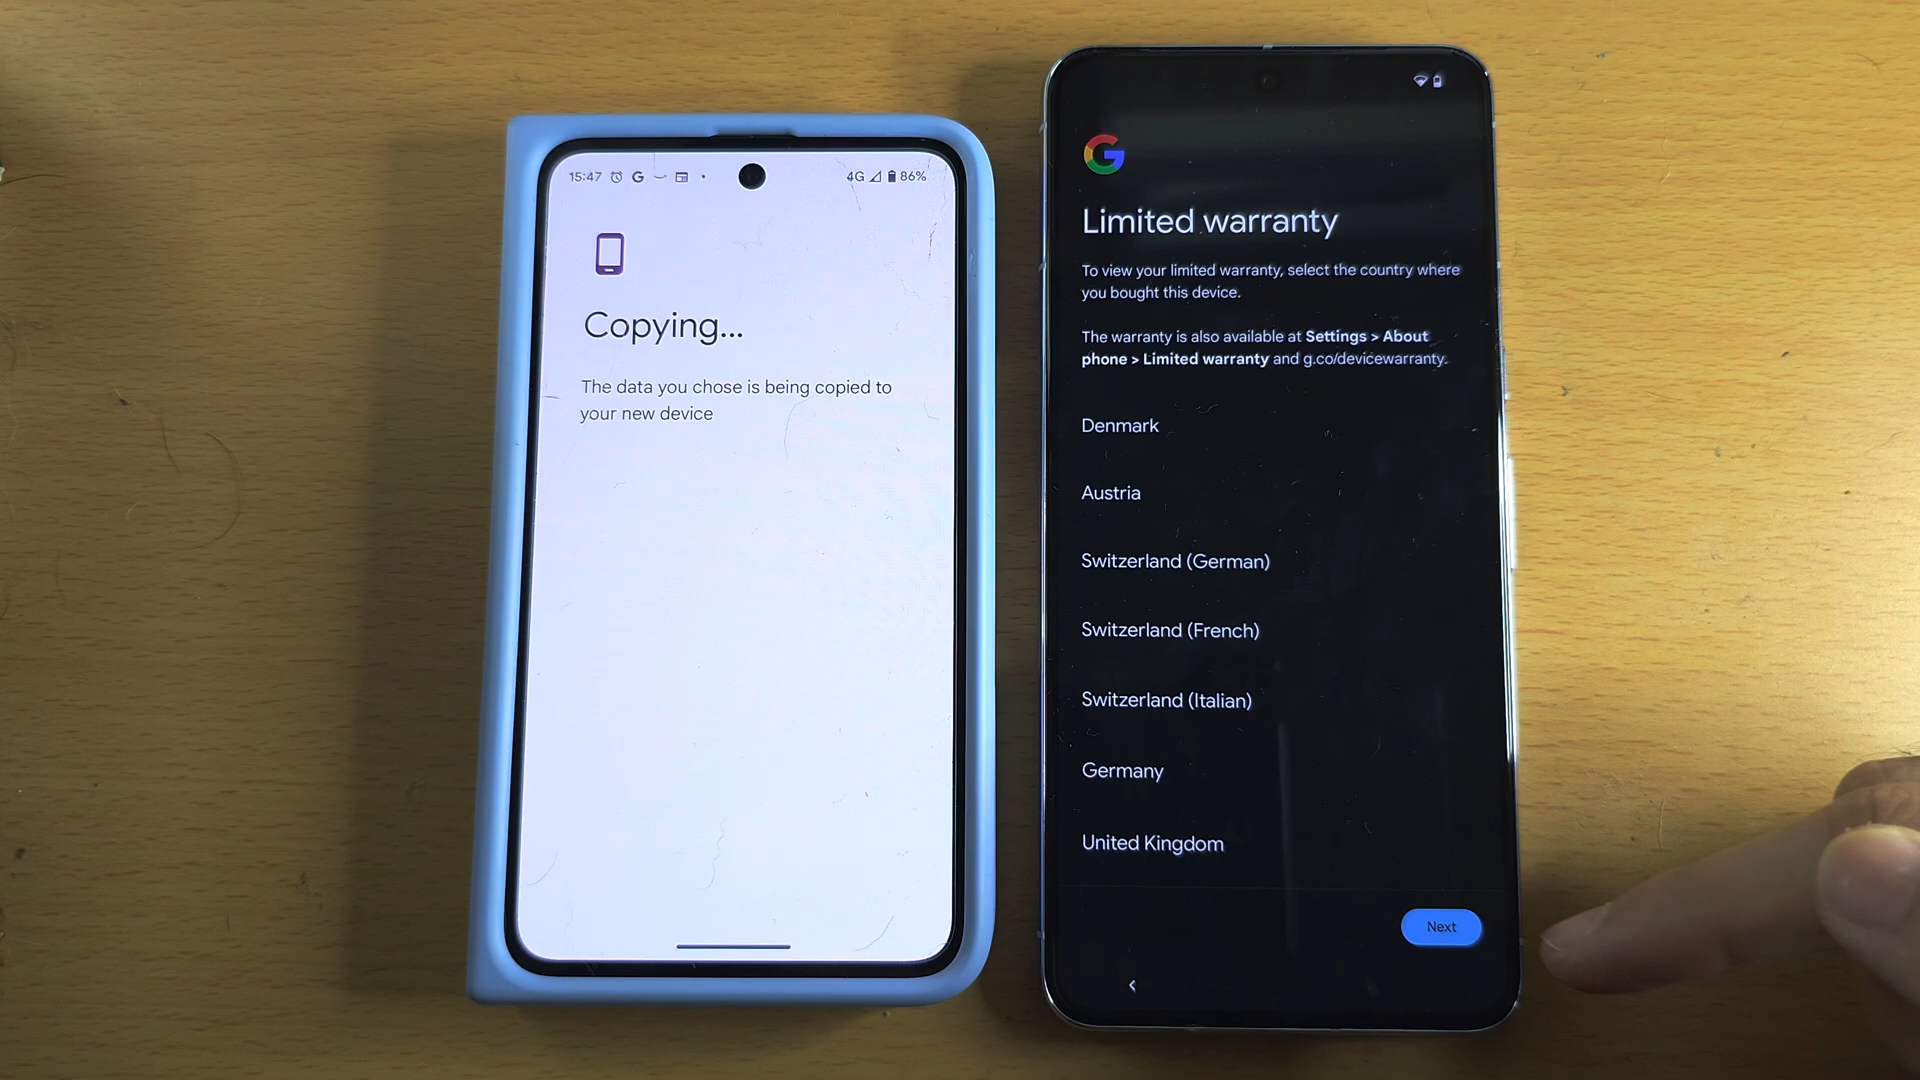 15:47 G 4G 86%
Copying...
The data you chose is being copied to
your new device
G
Limited warranty
To view your limited warranty, select the country where
you bought this device.
The warranty is also available at Settings > About
phone > Limited warranty and g.co/devicewarranty.
Denmark
Austria
Switzerland (German)
Switzerland (French)
Switzerland (Italian)
Germany
United Kingdom
Next